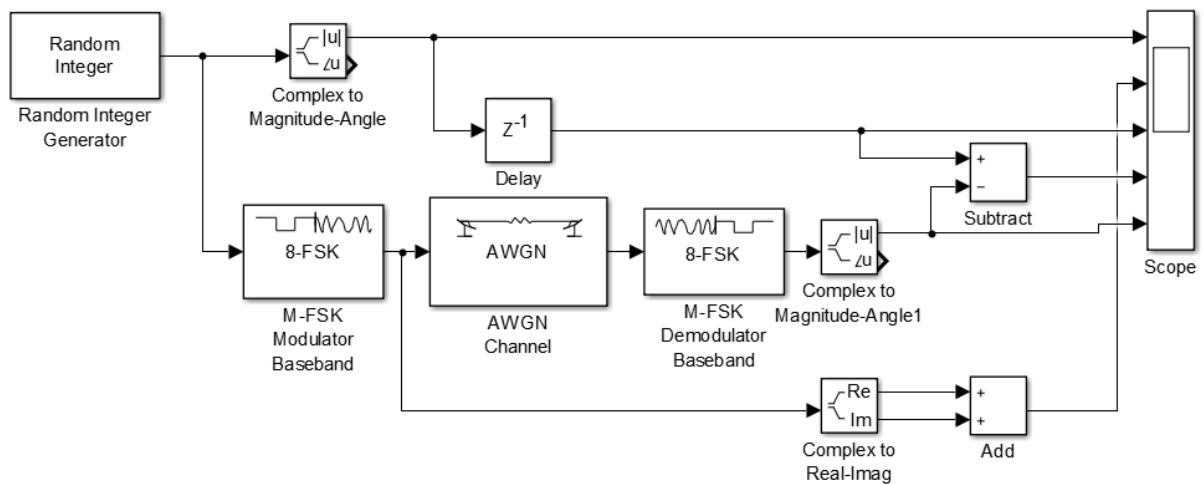 Random
Integer
Random Integer
Generator
|u|
∠u
Complex to
Magnitude-Angle
Z-1
Delay
+
−
Subtract
8-FSK
M-FSK
Modulator
Baseband
AWGN
AWGN
Channel
8-FSK
M-FSK
Demodulator
Baseband
|u|
∠u
Complex to
Magnitude-Angle1
Scope
Re
Im
Complex to
Real-Imag
+
+
Add